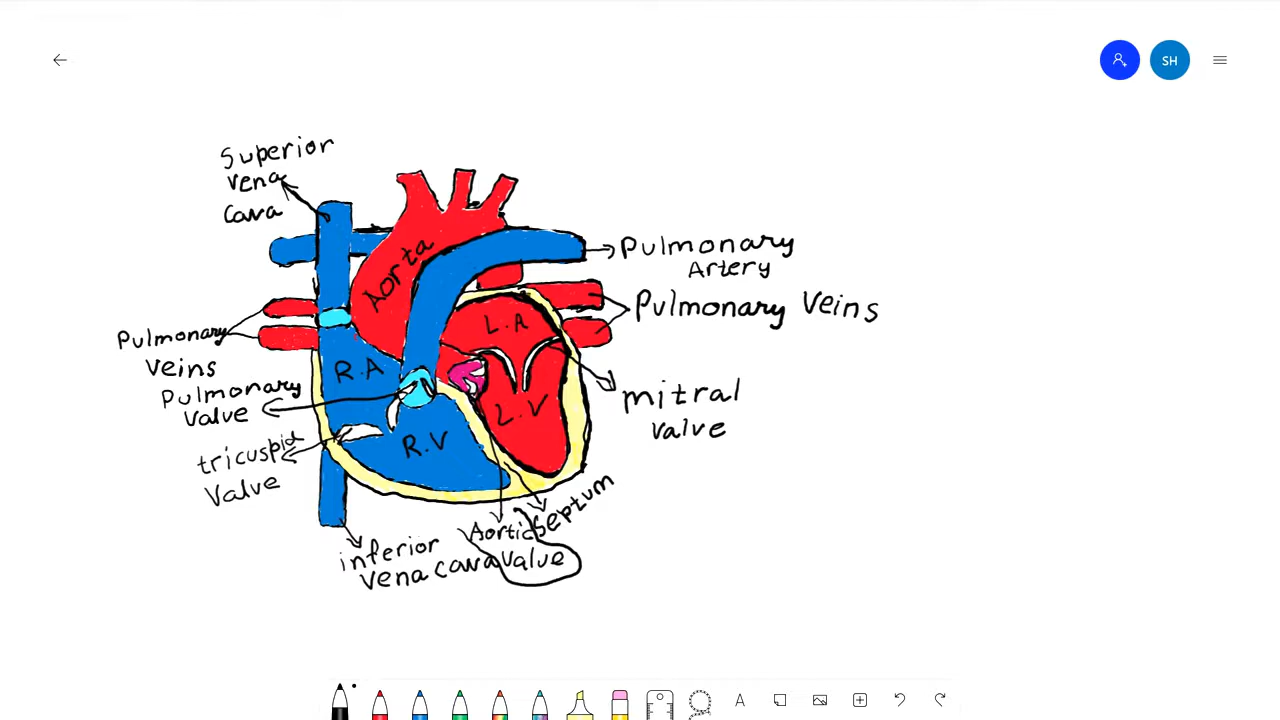 SH
Superior
vena
cava
Aorta
Pulmonary
Artery
Pulmonary Veins
L.A
Pulmonary
Veins
R.A
Pulmonary
Valve
mitral
valve
L.V
R.V
tricuspid
Valve
Septum
Aortic
Valve
inferior
vena cava
A